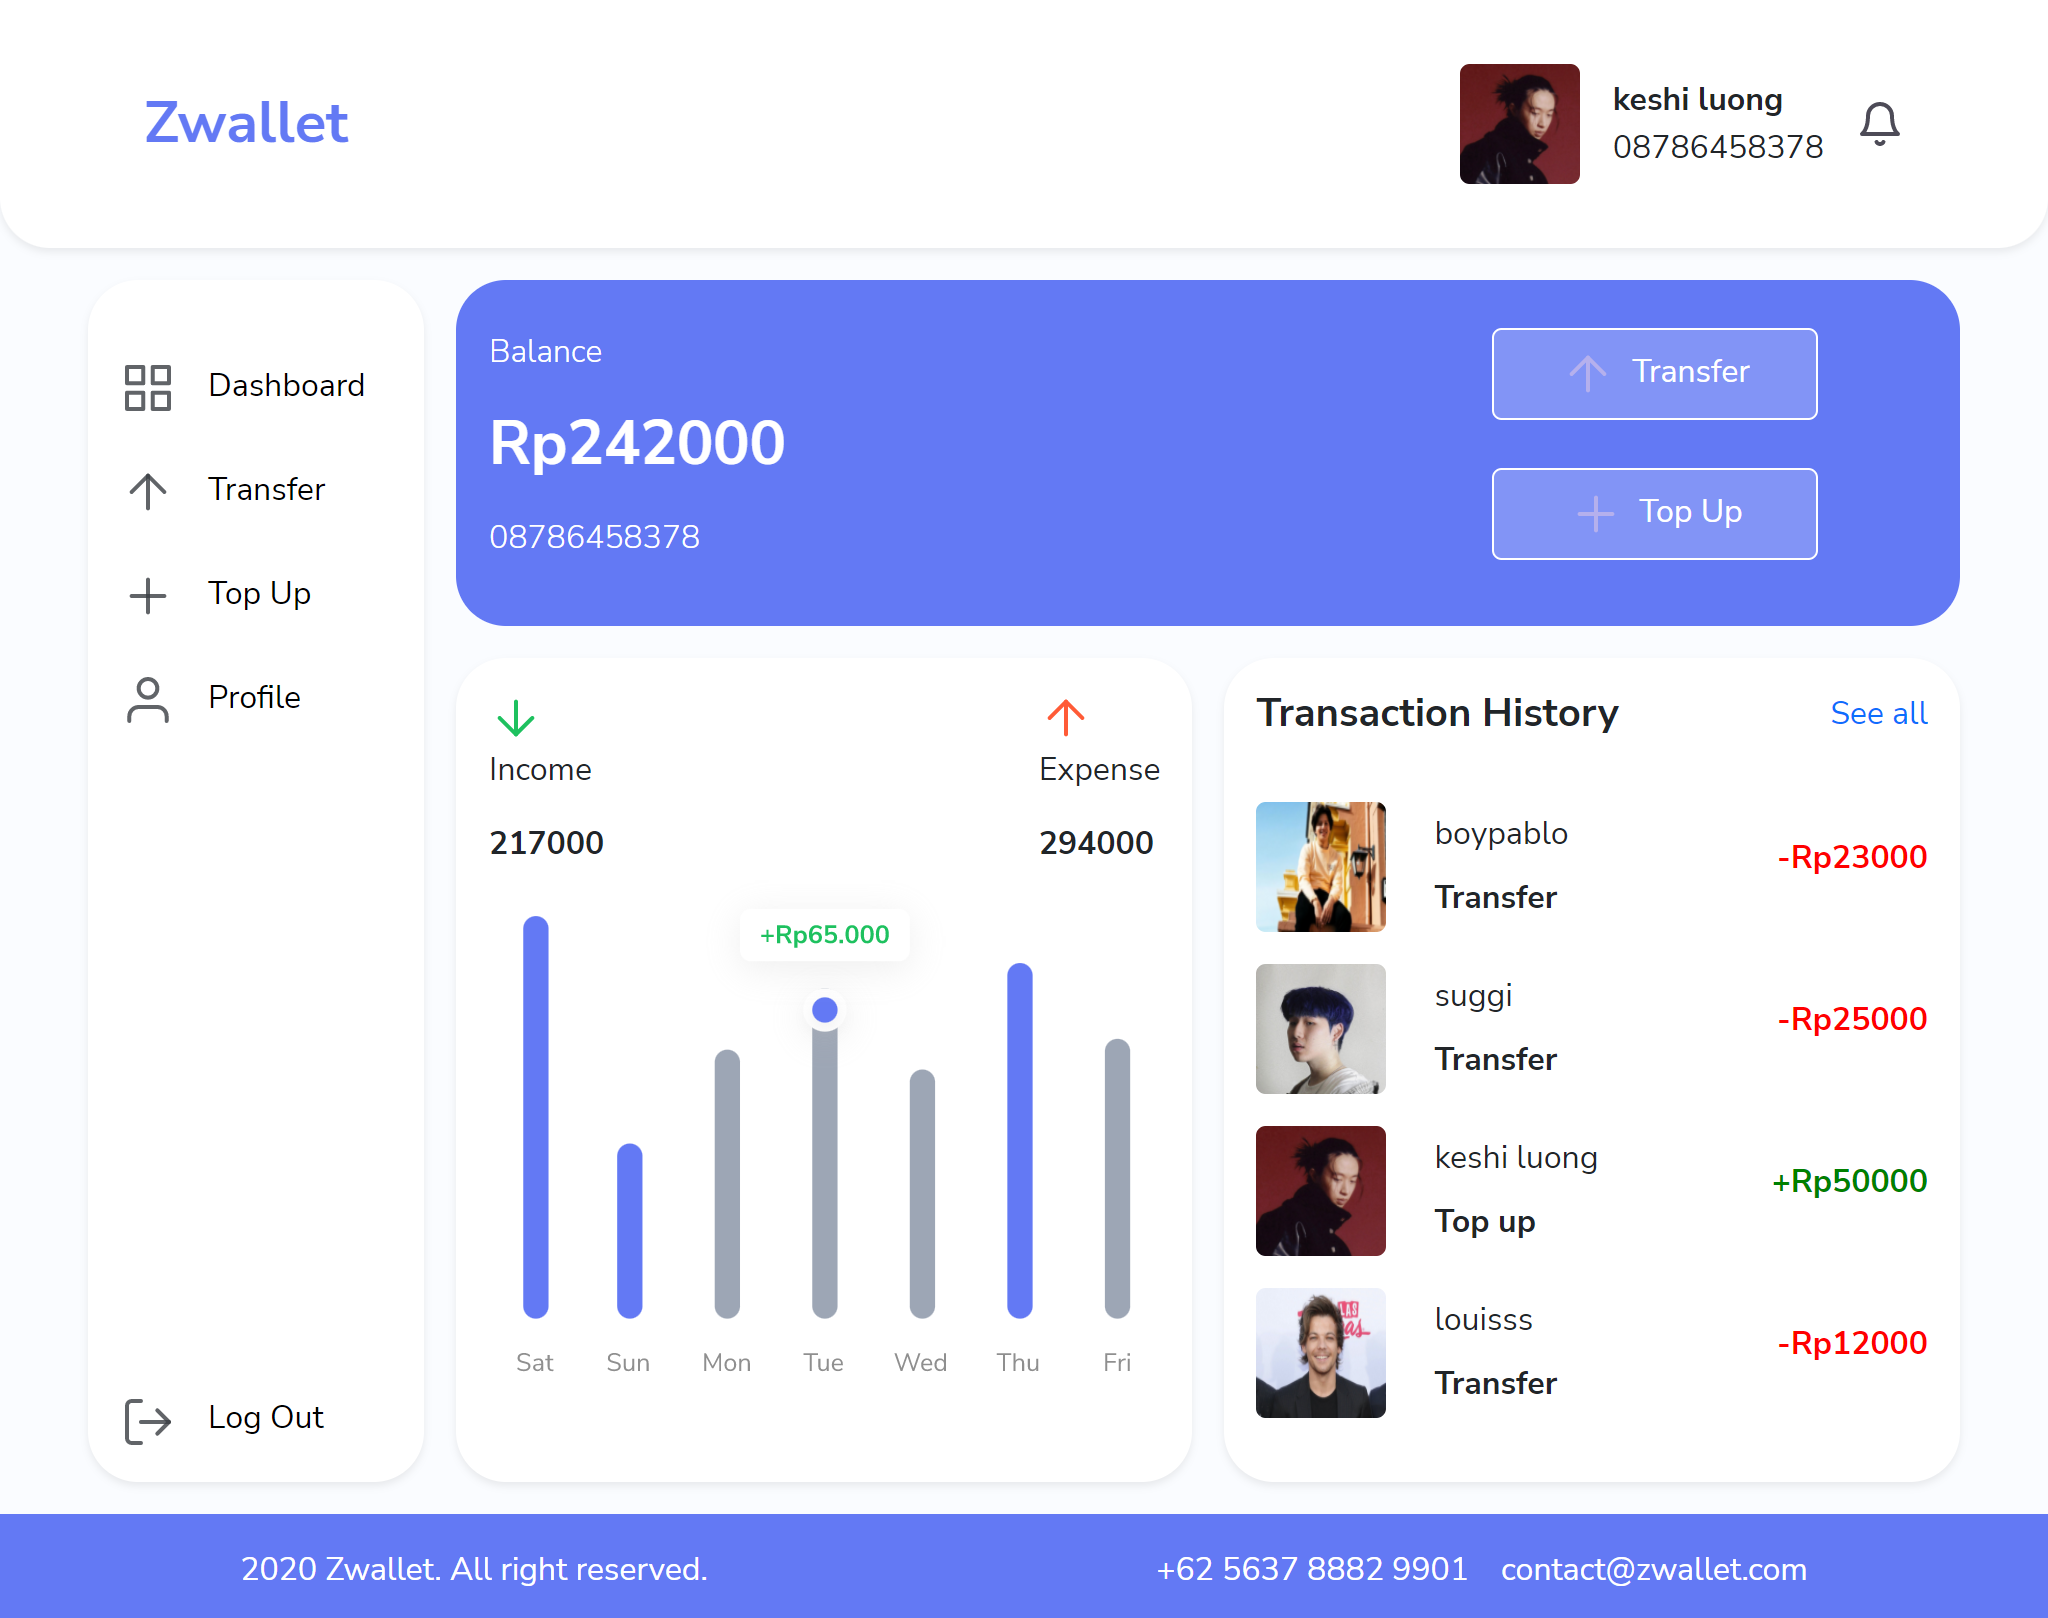 Zwallet
keshi luong
08786458378
Dashboard
Transfer
Top Up
Profile
Log Out
Balance
Rp242000
08786458378
Transfer
Top Up
Income
217000
Expense
294000
+Rp65.000
Sat Sun Mon Tue Wed Thu Fri
Transaction History See all
boypablo
Transfer
-Rp23000
suggi
Transfer
-Rp25000
keshi luong
Top up
+Rp50000
louisss
Transfer
-Rp12000
2020 Zwallet. All right reserved. +62 5637 8882 9901 contact@zwallet.com